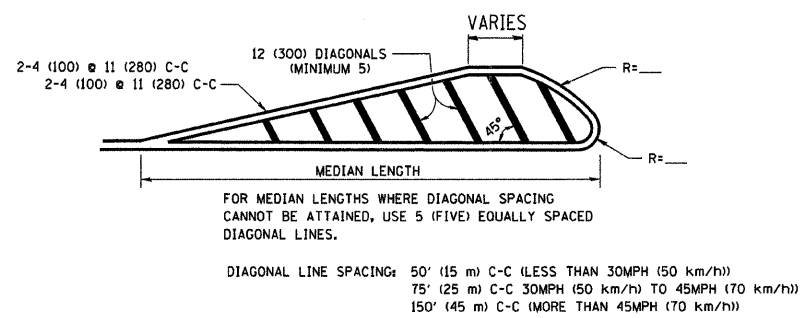 VARIES
12 (300) DIAGONALS
(MINIMUM 5)
2-4 (100) @ 11 (280) C-C
2-4 (100) @ 11 (280) C-C
R=___
45°
R=___
MEDIAN LENGTH
FOR MEDIAN LENGTHS WHERE DIAGONAL SPACING
CANNOT BE ATTAINED, USE 5 (FIVE) EQUALLY SPACED
DIAGONAL LINES.
DIAGONAL LINE SPACING: 50' (15 m) C-C (LESS THAN 30MPH (50 km/h))
75' (25 m) C-C 30MPH (50 km/h) TO 45MPH (70 km/h))
150' (45 m) C-C (MORE THAN 45MPH (70 km/h))